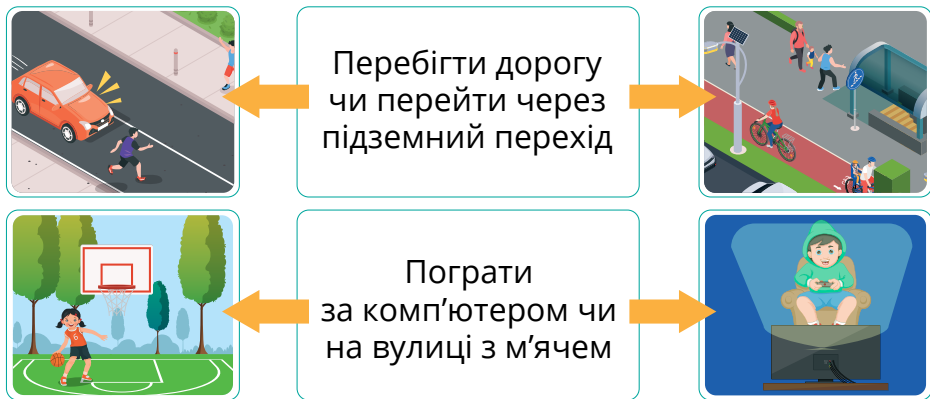 Перебігти дорогу
чи перейти через
підземний перехід
Пограти
за комп’ютером чи
на вулиці з м’ячем